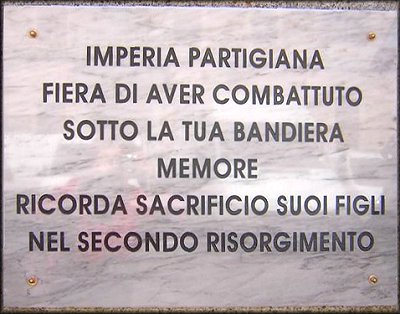 IMPERIA PARTIGIANA
FIERA DI AVER COMBATTUTO
SOTTO LA TUA BANDIERA
MEMORE
RICORDA SACRIFICIO SUOI FIGLI
NEL SECONDO RISORGIMENTO